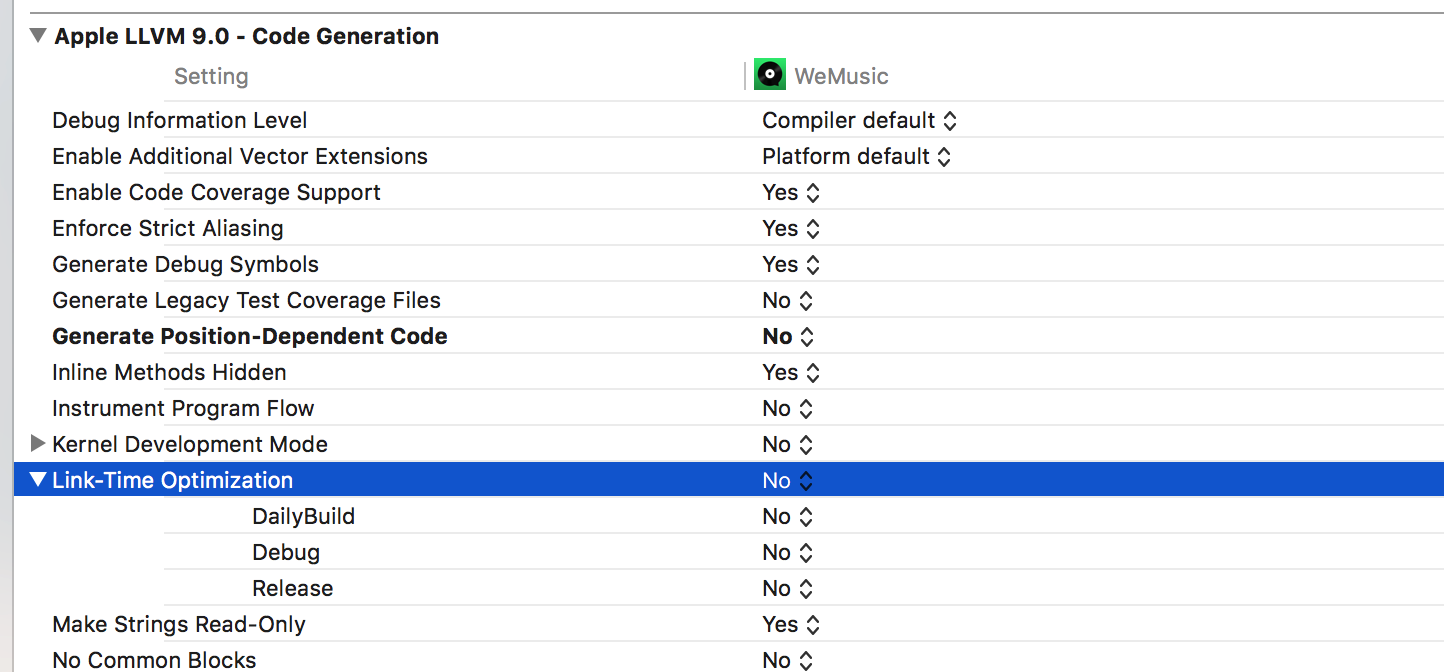 Apple LLVM 9.0 - Code Generation
Setting WeMusic
Debug Information Level Compiler default
Enable Additional Vector Extensions Platform default
Enable Code Coverage Support Yes
Enforce Strict Aliasing Yes
Generate Debug Symbols Yes
Generate Legacy Test Coverage Files No
Generate Position-Dependent Code No
Inline Methods Hidden Yes
Instrument Program Flow No
Kernel Development Mode No
Link-Time Optimization No
DailyBuild No
Debug No
Release No
Make Strings Read-Only Yes
No Common Blocks No